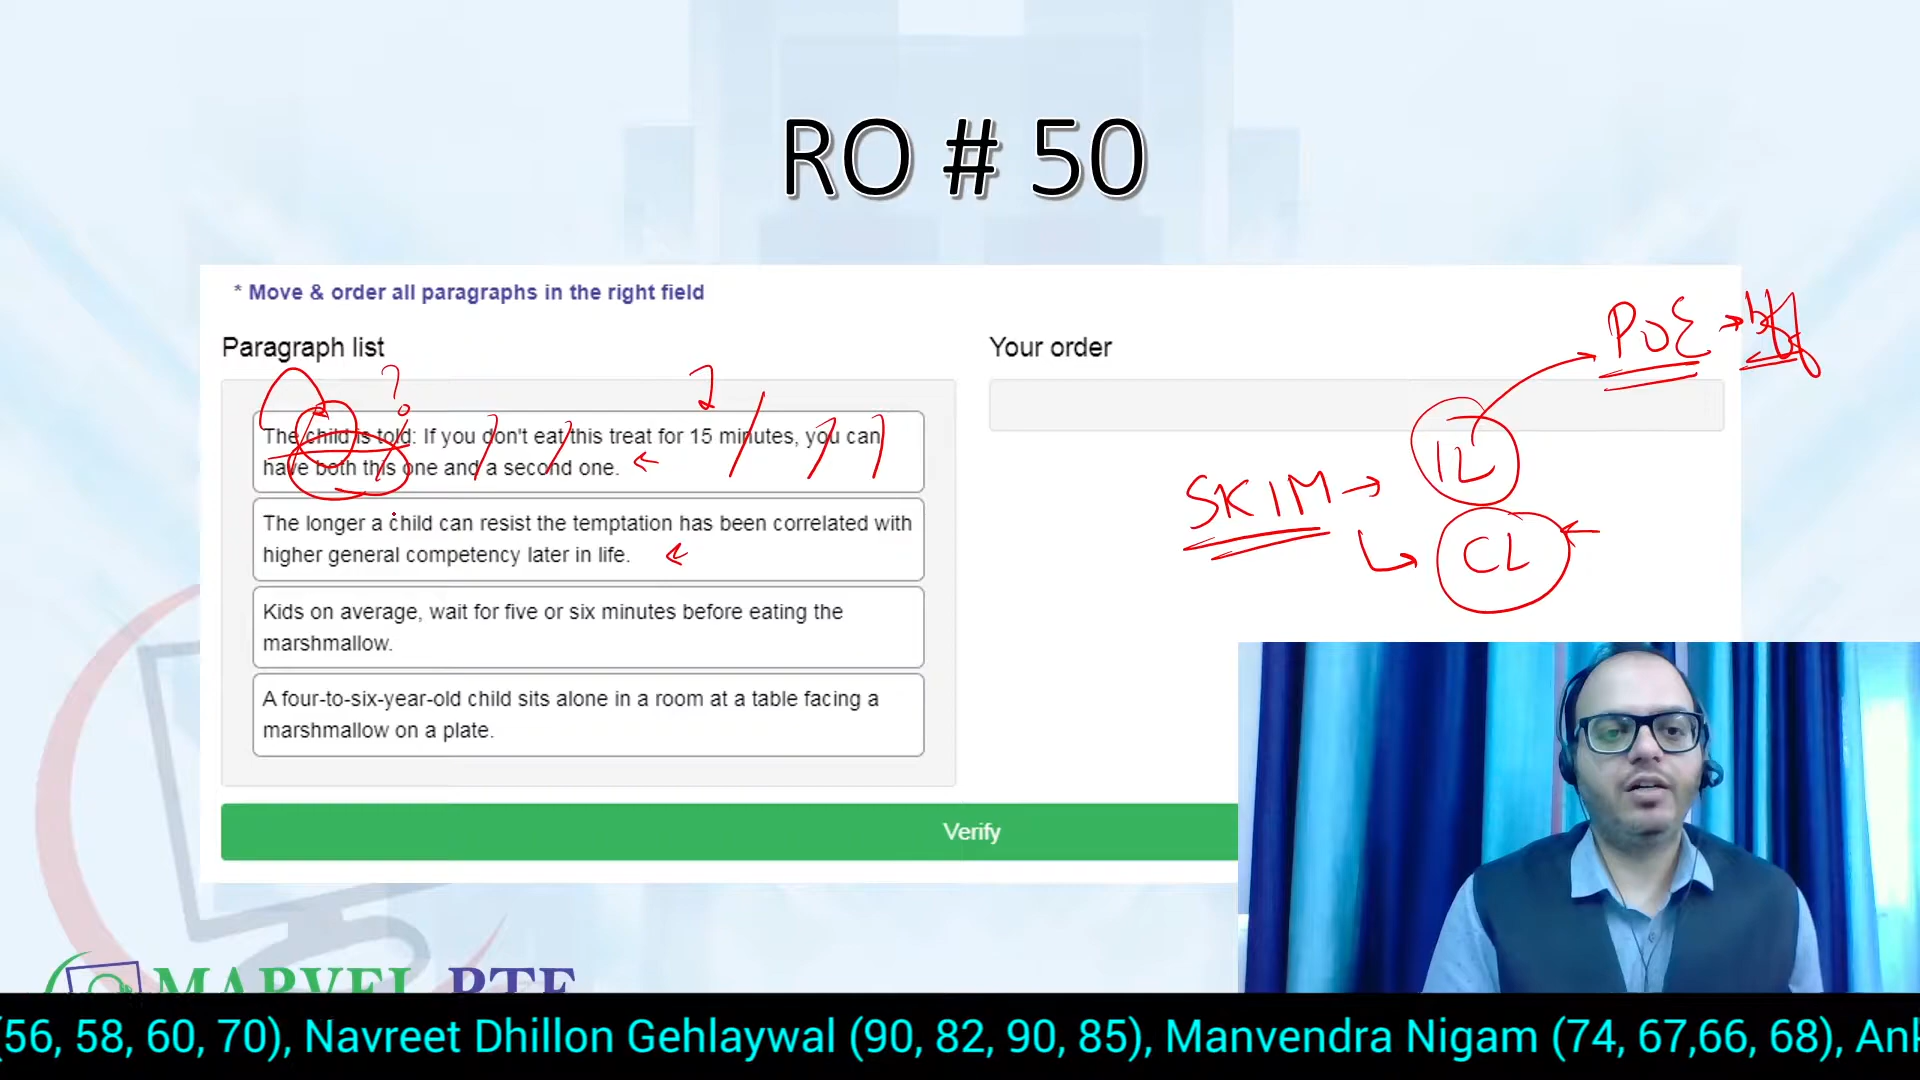 RO # 50
* Move & order all paragraphs in the right field
Paragraph list
Your order
The child is told: If you don't eat this treat for 15 minutes, you can
have both this one and a second one.
The longer a child can resist the temptation has been correlated with
higher general competency later in life.
Kids on average, wait for five or six minutes before eating the
marshmallow.
A four-to-six-year-old child sits alone in a room at a table facing a
marshmallow on a plate.
?
2
SKIM
IL
CL
POE
Verify
MARVEL PTE
(56, 58, 60, 70), Navreet Dhillon Gehlaywal (90, 82, 90, 85), Manvendra Nigam (74, 67,66, 68), Ank